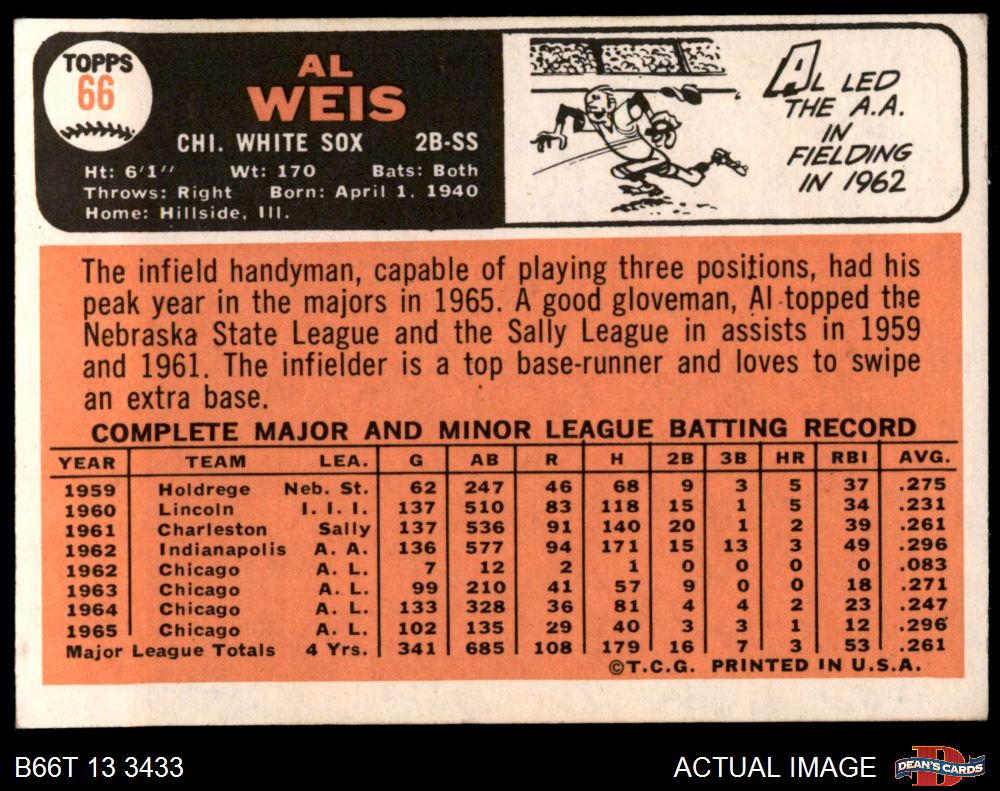 TOPPS
66
AL
WEIS
CHI. WHITE SOX 2B-SS
Ht: 6'1" Wt: 170 Bats: Both
Throws: Right Born: April 1, 1940
Home: Hillside, Ill.
AL LED
THE A.A.
IN
FIELDING
IN 1962
The infield handyman, capable of playing three positions, had his
peak year in the majors in 1965. A good gloveman, Al topped the
Nebraska State League and the Sally League in assists in 1959
and 1961. The infielder is a top base-runner and loves to swipe
an extra base.
COMPLETE MAJOR AND MINOR LEAGUE BATTING RECORD
YEAR TEAM LEA. G AB R H 2B 3B HR RBI AVG.
1959 Holdrege Neb. St. 62 247 46 68 9 3 5 37 .275
1960 Lincoln I. I. I. 137 510 83 118 15 1 5 34 .231
1961 Charleston Sally 137 536 91 140 20 1 2 39 .261
1962 Indianapolis A. A. 136 577 94 171 15 13 3 49 .296
1962 Chicago A. L. 7 12 2 1 0 0 0 0 .083
1963 Chicago A. L. 99 210 41 57 9 0 0 18 .271
1964 Chicago A. L. 133 328 36 81 4 4 2 23 .247
1965 Chicago A. L. 102 135 29 40 3 3 1 12 .296
Major League Totals 4 Yrs. 341 685 108 179 16 7 3 53 .261
©T.C.G. PRINTED IN U.S.A.
B66T 13 3433 ACTUAL IMAGE
D
DEAN'S CARDS